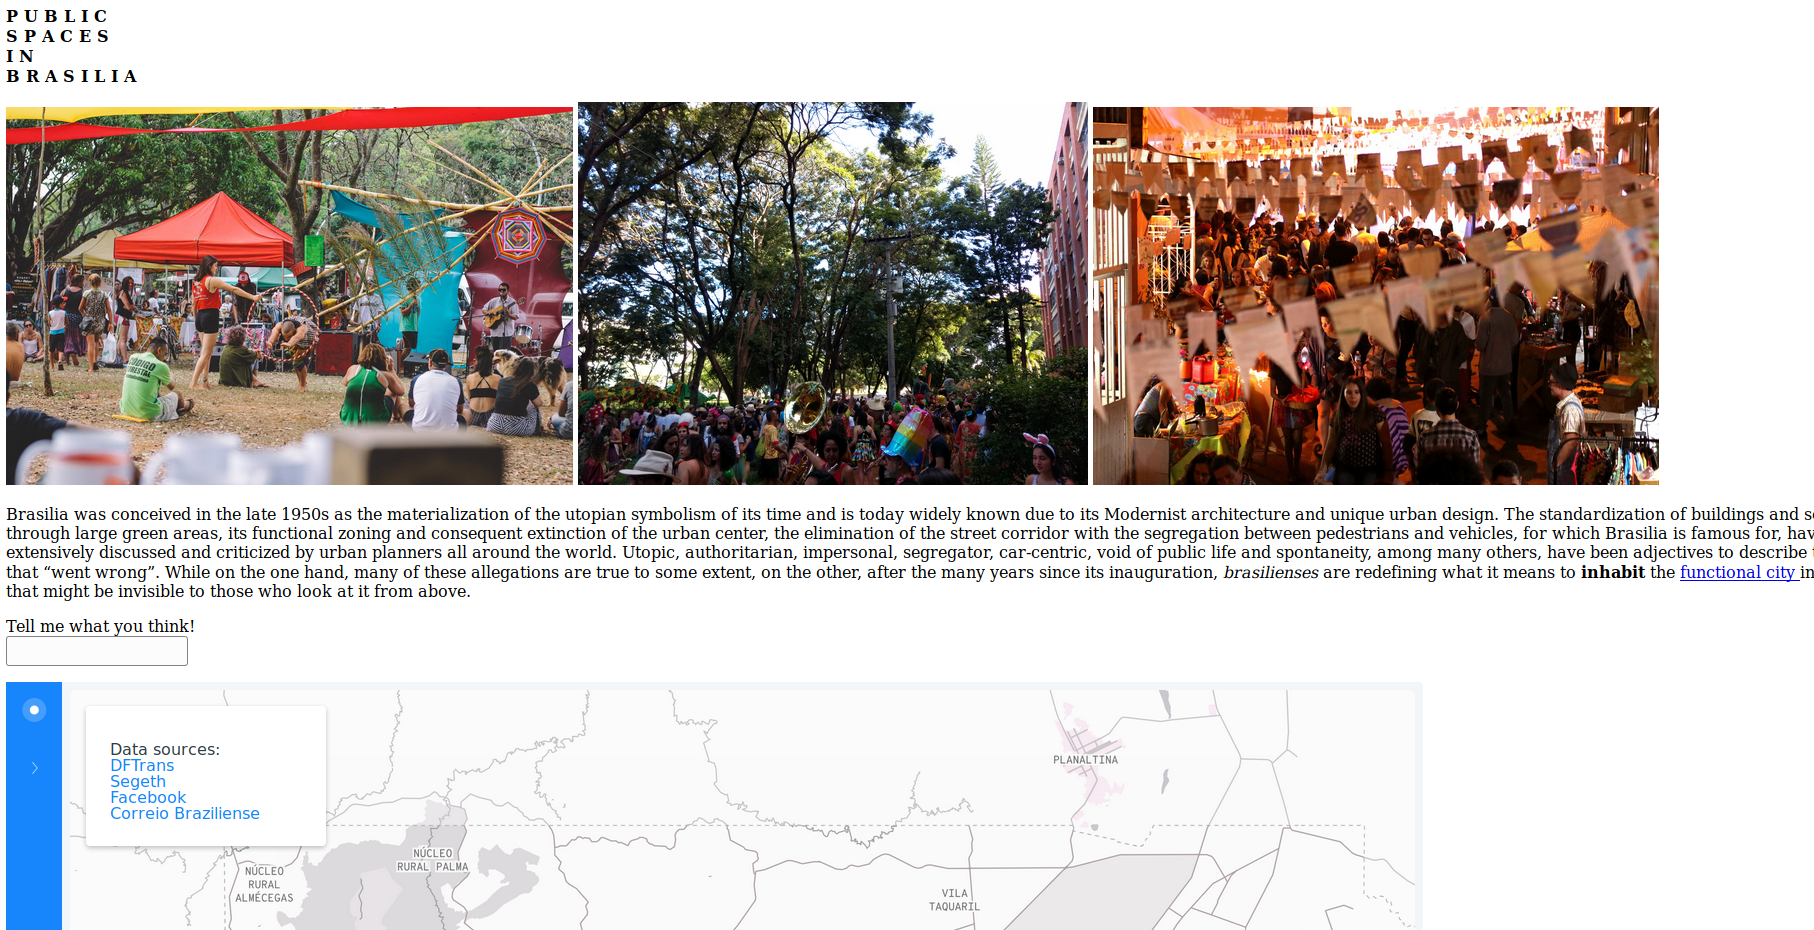 PUBLIC
SPACES
IN
BRASILIA
Brasilia was conceived in the late 1950s as the materialization of the utopian symbolism of its time and is today widely known due to its Modernist architecture and unique urban design. The standardization of buildings and
through large green areas, its functional zoning and consequent extinction of the urban center, the elimination of the street corridor with the segregation between pedestrians and vehicles, for which Brasilia is famous for,
extensively discussed and criticized by urban planners all around the world. Utopic, authoritarian, impersonal, segregator, car-centric, void of public life and spontaneity, among many others, have been adjectives to describe
that “went wrong”. While on the one hand, many of these allegations are true to some extent, on the other, after the many years since its inauguration, brasilienses are redefining what it means to inhabit the functional city in
that might be invisible to those who look at it from above.
Tell me what you think!
Data sources:
DFTrans
Segeth
Facebook
Correio Braziliense
PLANALTINA
NÚCLEO
RURAL PALMA
NÚCLEO
RURAL
ALMÉCEGAS
VILA
TAQUARIL